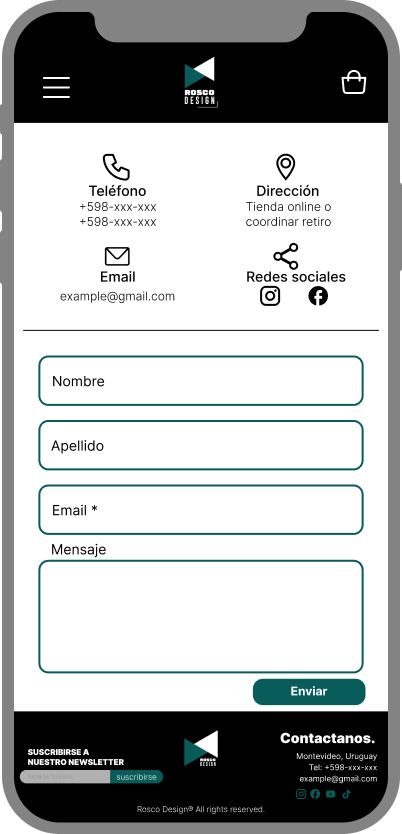 ROSCO
DESIGN
Teléfono
+598-xxx-xxx
+598-xxx-xxx
Dirección
Tienda online o
coordinar retiro
Email
example@gmail.com
Redes sociales
Nombre
Apellido
Email *
Mensaje
Enviar
SUSCRIBIRSE A
NUESTRO NEWSLETTER
suscribirse
ROSCO
DESIGN
Contactanos.
Montevideo, Uruguay
Tel: +598-xxx-xxx
example@gmail.com
Rosco Design® All rights reserved.